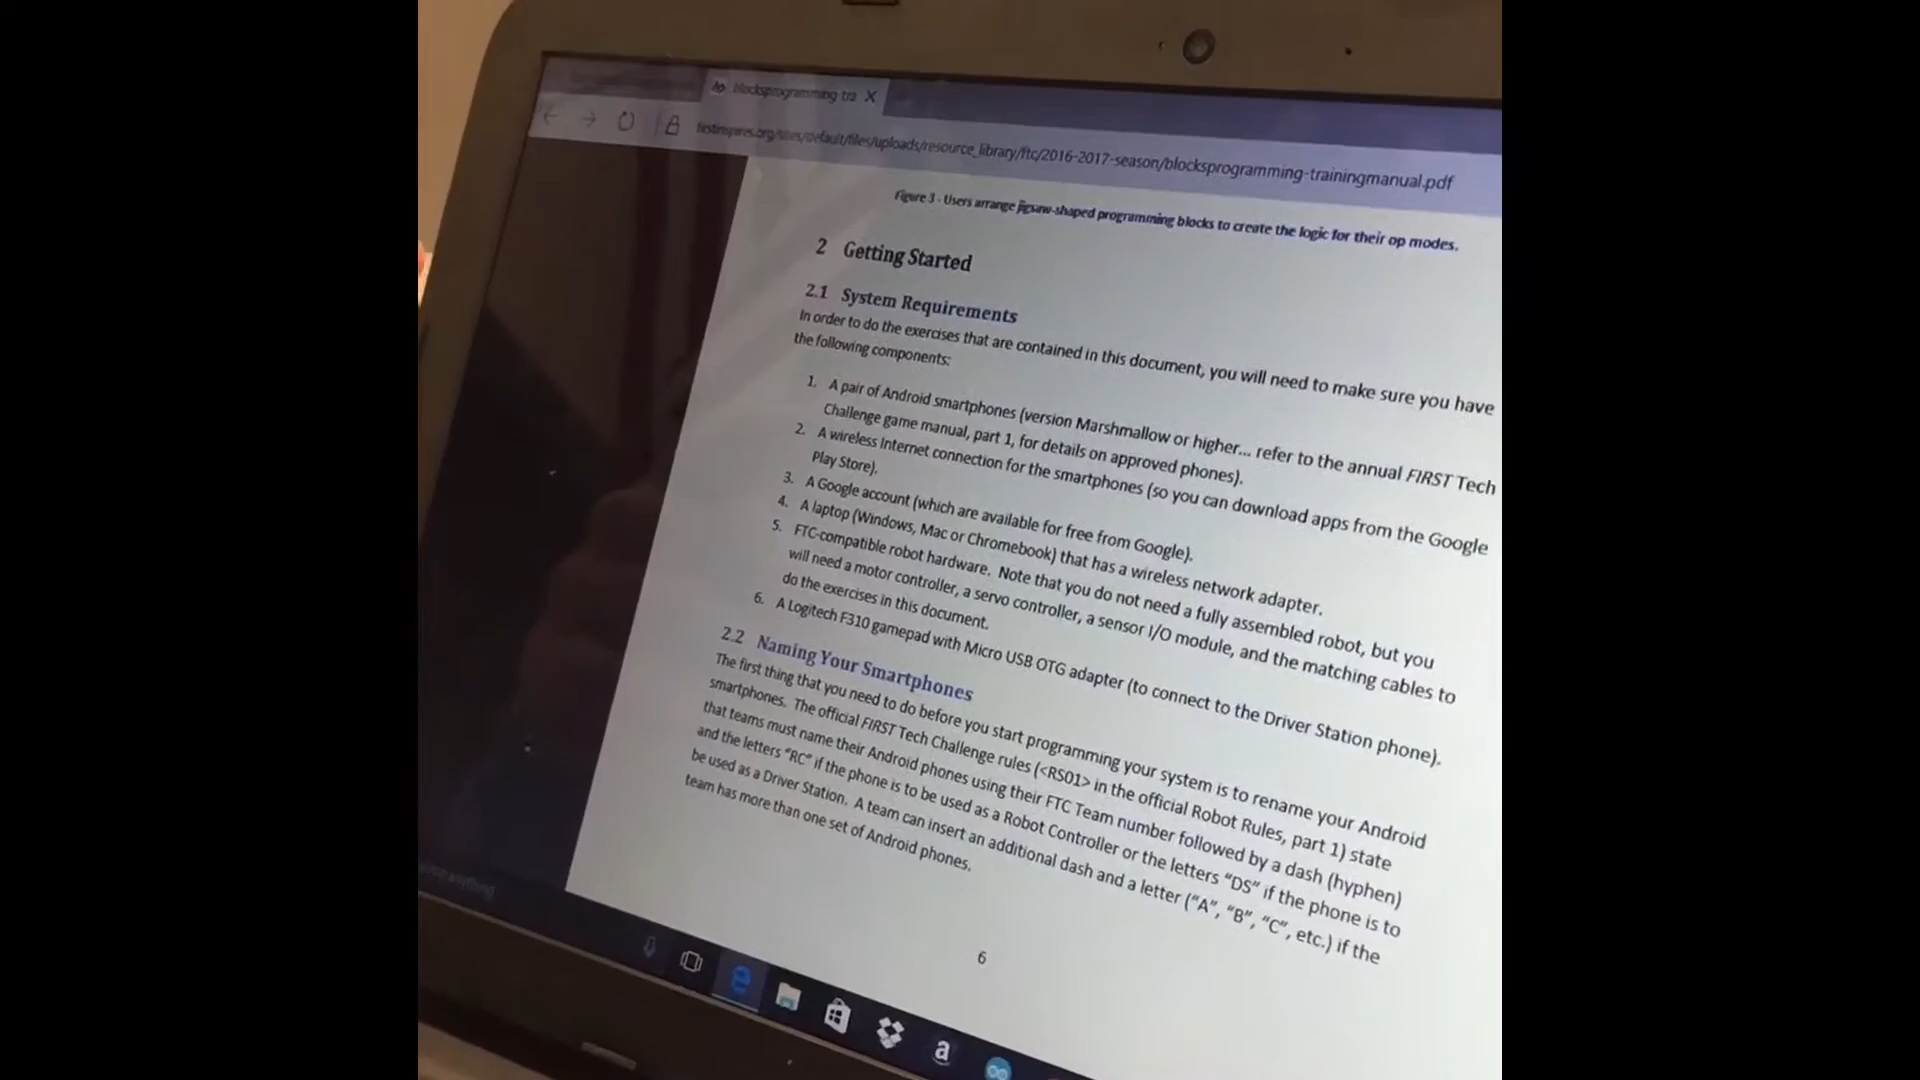 blocksprogramming-tra X
firstinspires.org/sites/default/files/uploads/resource_library/ftc/2016-2017-season/blocksprogramming-trainingmanual.pdf
Figure 3 - Users arrange jigsaw-shaped programming blocks to create the logic for their op modes.
2 Getting Started
2.1 System Requirements
In order to do the exercises that are contained in this document, you will need to make sure you have
the following components:
1. A pair of Android smartphones (version Marshmallow or higher... refer to the annual FIRST Tech
Challenge game manual, part 1, for details on approved phones).
2. A wireless Internet connection for the smartphones (so you can download apps from the Google
Play Store).
3. A Google account (which are available for free from Google).
4. A laptop (Windows, Mac or Chromebook) that has a wireless network adapter.
5. FTC-compatible robot hardware. Note that you do not need a fully assembled robot, but you
will need a motor controller, a servo controller, a sensor I/O module, and the matching cables to
do the exercises in this document.
6. A Logitech F310 gamepad with Micro USB OTG adapter (to connect to the Driver Station phone).
2.2 Naming Your Smartphones
The first thing that you need to do before you start programming your system is to rename your Android
smartphones. The official FIRST Tech Challenge rules (<RS01> in the official Robot Rules, part 1) state
that teams must name their Android phones using their FTC Team number followed by a dash (hyphen)
and the letters "RC" if the phone is to be used as a Robot Controller or the letters "DS" if the phone is to
be used as a Driver Station. A team can insert an additional dash and a letter ("A", "B", "C", etc.) if the
team has more than one set of Android phones.
6
anything